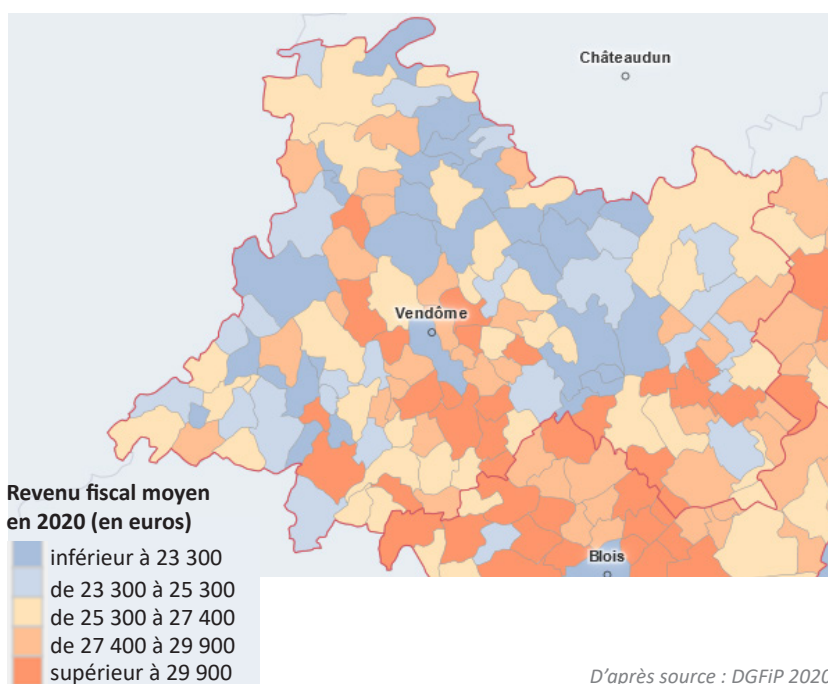 Châteaudun
Vendôme
Revenu fiscal moyen
en 2020 (en euros)
inférieur à 23 300
de 23 300 à 25 300
de 25 300 à 27 400
de 27 400 à 29 900
supérieur à 29 900
Blois
D'après source : DGFiP 2020